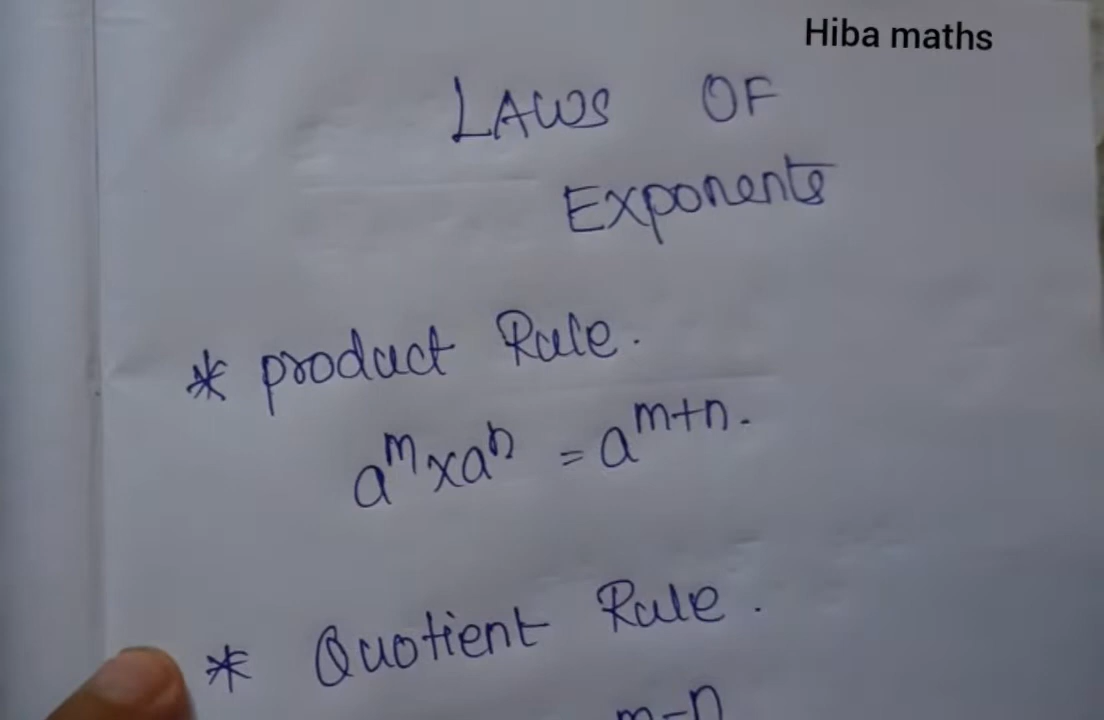 Hiba maths
LAWS OF
Exponents
* product Rule.
a^m x a^n = a^{m+n}.
* Quotient Rule.
m-n